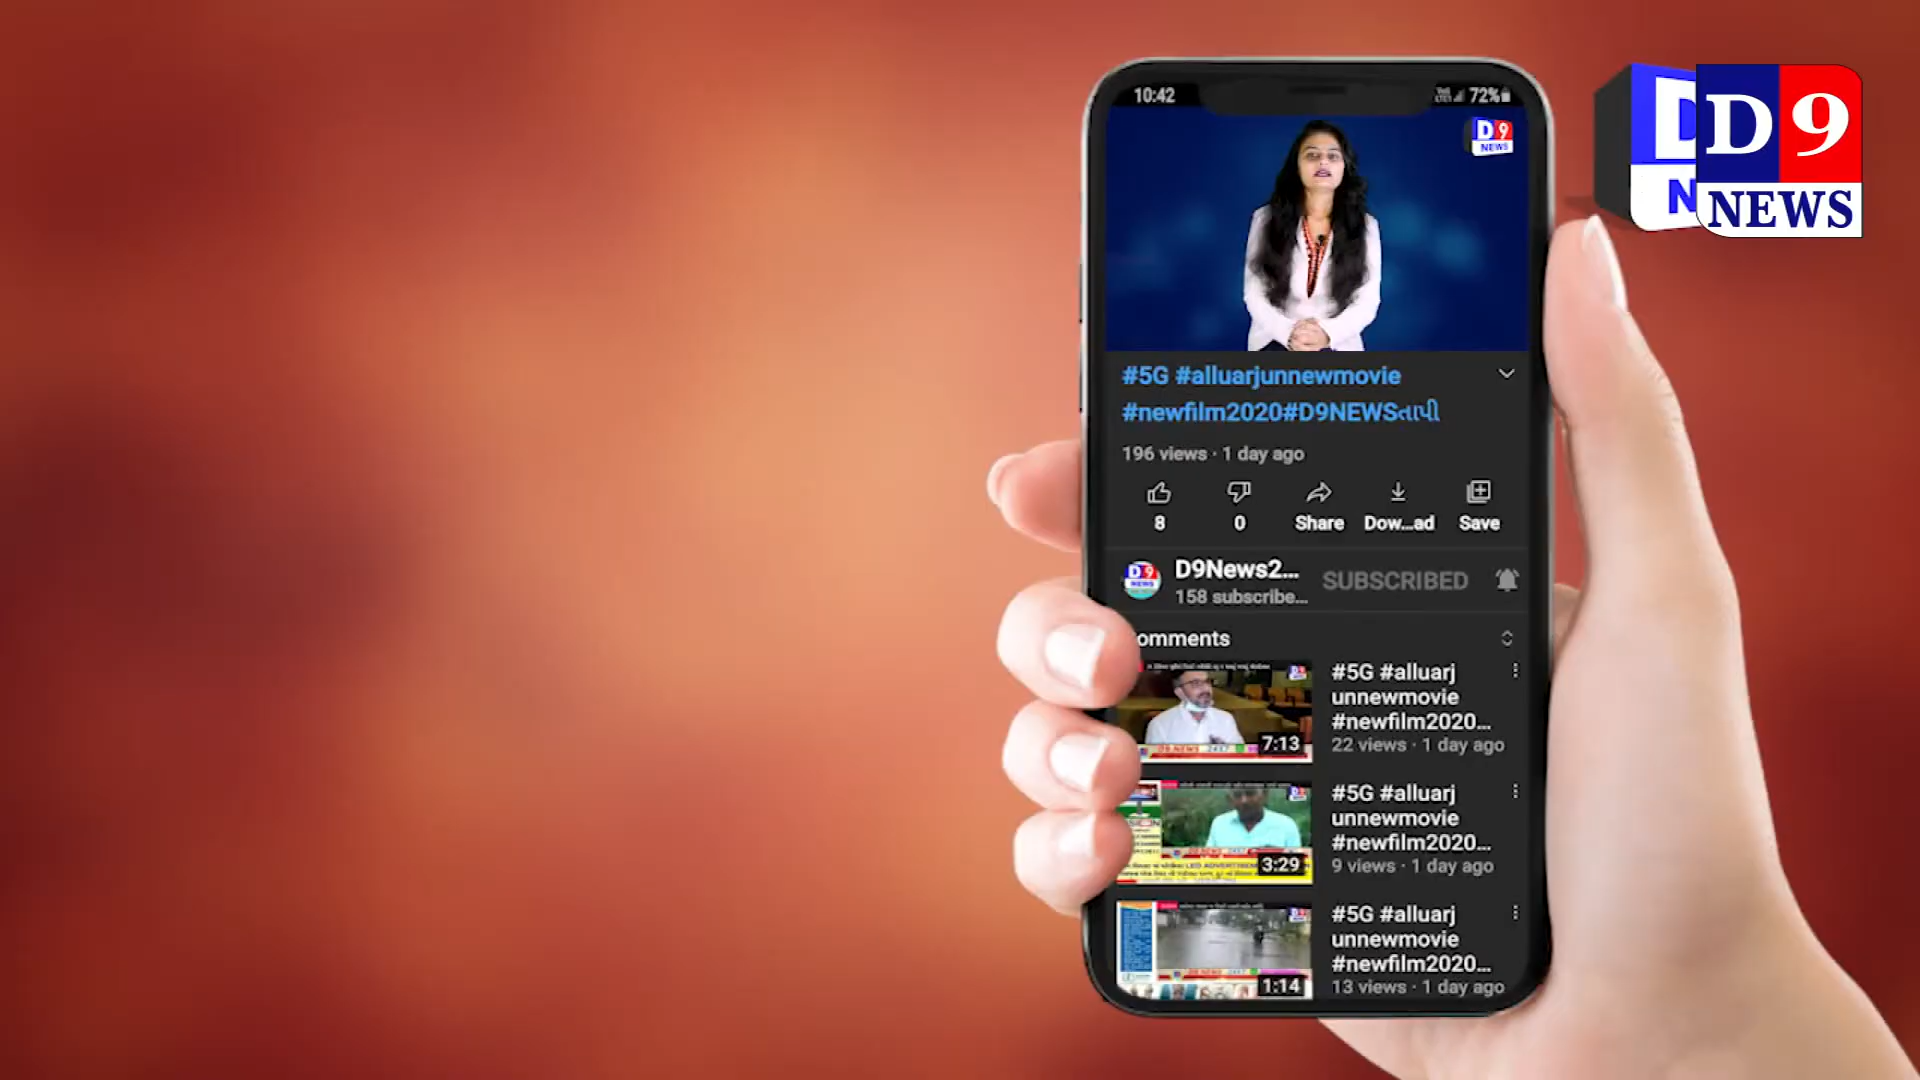 10:42
72%
D9
NEWS
D
N
D9
NEWS
#5G #alluarjunnewmovie
#newfilm2020#D9NEWSતાપી
196 views · 1 day ago
8
0
Share
Dow...ad
Save
D9
NEWS
D9News2...
SUBSCRIBED
158 subscribe...
omments
#5G #alluarj
unnewmovie
#newfilm2020...
22 views · 1 day ago
7:13
#5G #alluarj
unnewmovie
#newfilm2020...
9 views · 1 day ago
3:29
#5G #alluarj
unnewmovie
#newfilm2020...
13 views · 1 day ago
1:14